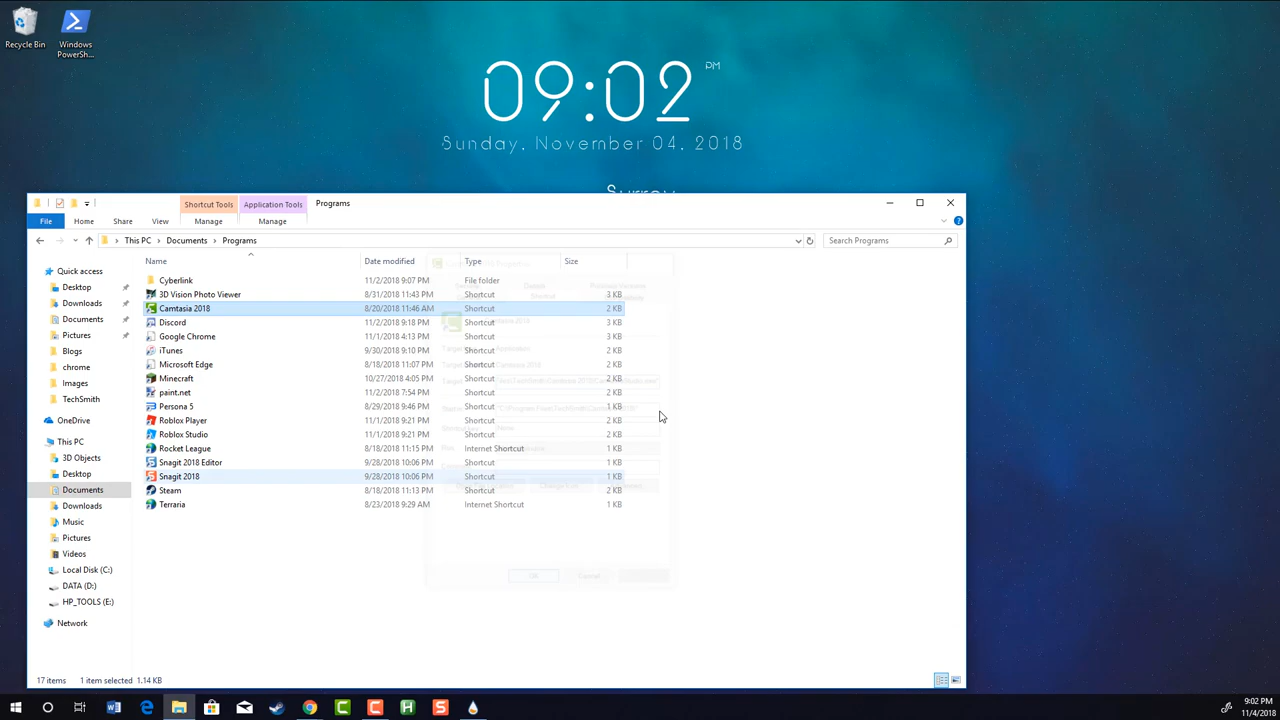 Recycle Bin
Windows
PowerSh...
09:02 PM
Sunday, November 04, 2018
Shortcut Tools
Application Tools
Programs
File
Home
Share
View
Manage
Manage
This PC
Documents
Programs
Search Programs
Name
Date modified
Type
Size
Quick access
Desktop
Downloads
Documents
Pictures
Blogs
chrome
Images
TechSmith
OneDrive
This PC
3D Objects
Desktop
Documents
Downloads
Music
Pictures
Videos
Local Disk (C:)
DATA (D:)
HP_TOOLS (E:)
Network
Cyberlink 11/2/2018 9:07 PM File folder
3D Vision Photo Viewer 8/31/2018 11:43 PM Shortcut 3 KB
Camtasia 2018 8/20/2018 11:46 AM Shortcut 2 KB
Discord 11/2/2018 9:18 PM Shortcut 3 KB
Google Chrome 11/1/2018 4:13 PM Shortcut 3 KB
iTunes 9/30/2018 9:10 PM Shortcut 2 KB
Microsoft Edge 8/18/2018 11:07 PM Shortcut 2 KB
Minecraft 10/27/2018 4:05 PM Shortcut 2 KB
paint.net 11/2/2018 7:54 PM Shortcut 2 KB
Persona 5 8/29/2018 9:46 PM Shortcut 1 KB
Roblox Player 11/1/2018 9:21 PM Shortcut 2 KB
Roblox Studio 11/1/2018 9:21 PM Shortcut 2 KB
Rocket League 8/18/2018 11:15 PM Internet Shortcut 1 KB
Snagit 2018 Editor 9/28/2018 10:06 PM Shortcut 1 KB
Snagit 2018 9/28/2018 10:06 PM Shortcut 1 KB
Steam 8/18/2018 11:13 PM Shortcut 2 KB
Terraria 8/23/2018 9:29 AM Internet Shortcut 1 KB
17 items
1 item selected 1.14 KB
9:02 PM
11/4/2018